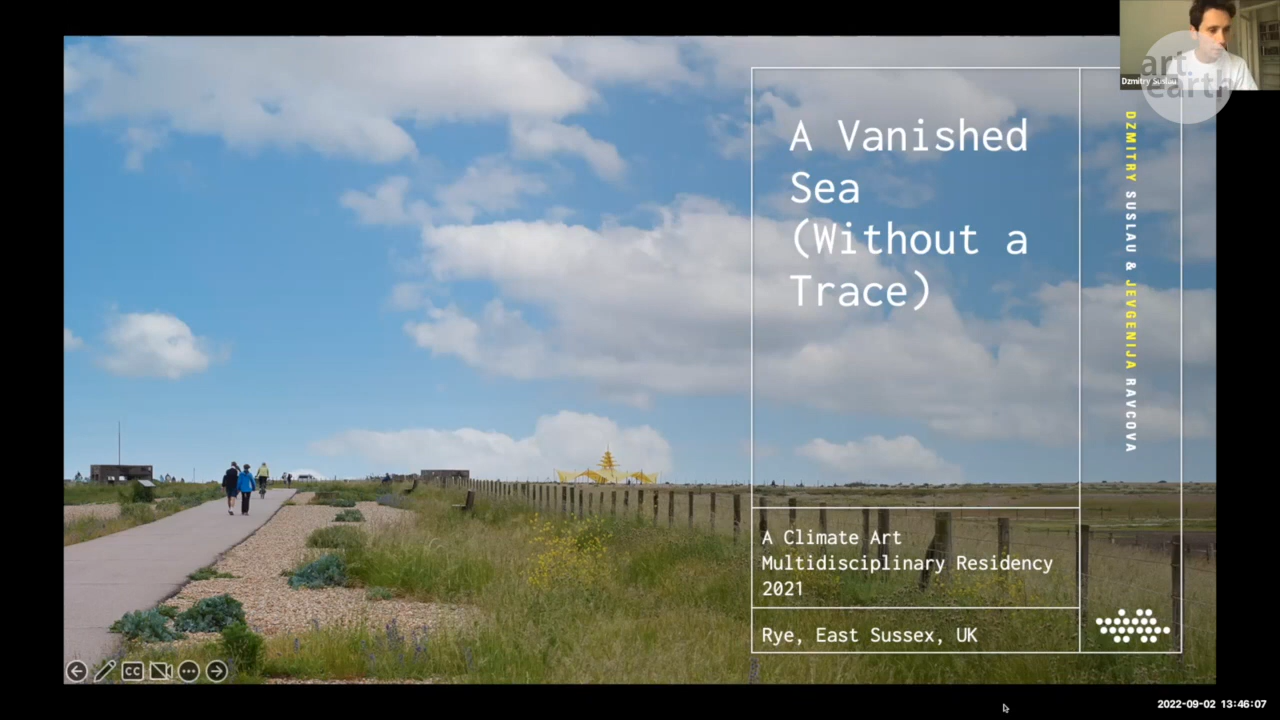 A Vanished
Sea
(Without a
Trace)
DZMITRY SUSLAU & JEVGENIJA RAVCOVA
A Climate Art
Multidisciplinary Residency
2021
Rye, East Sussex, UK
art.
earth
Dzmitry Suslau
CC
2022-09-02 13:46:07